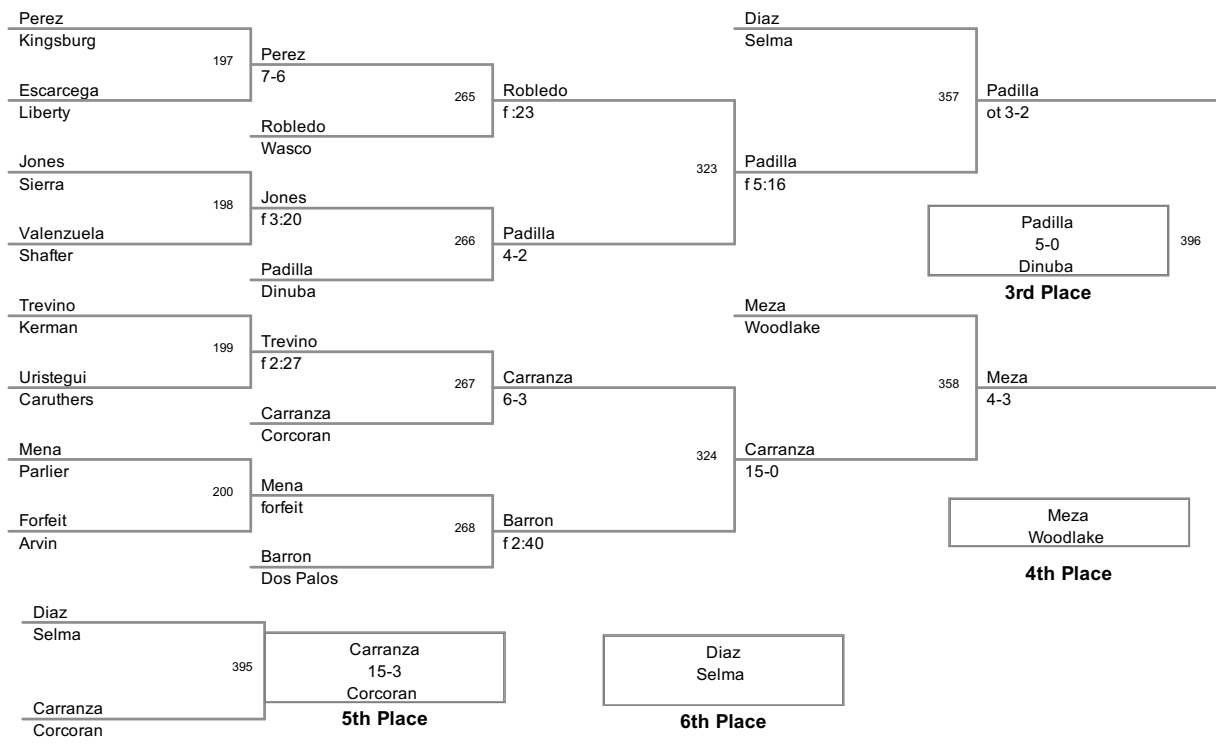 Perez
Kingsburg
197
Escarcega
Liberty
Perez
7-6
265
Robledo
Wasco
Robledo
f :23
Jones
Sierra
198
Valenzuela
Shafter
Jones
f 3:20
266
Padilla
Dinuba
Padilla
4-2
323
Padilla
f 5:16
Diaz
Selma
357
Padilla
ot 3-2
Padilla
5-0
Dinuba
396
3rd Place
Trevino
Kerman
199
Uristegui
Caruthers
Trevino
f 2:27
267
Carranza
Corcoran
Carranza
6-3
Mena
Parlier
200
Forfeit
Arvin
Mena
forfeit
268
Barron
Dos Palos
Barron
f 2:40
324
Carranza
15-0
Meza
Woodlake
358
Meza
4-3
Meza
Woodlake
4th Place
Diaz
Selma
395
Carranza
Corcoran
Carranza
15-3
Corcoran
5th Place
Diaz
Selma
6th Place